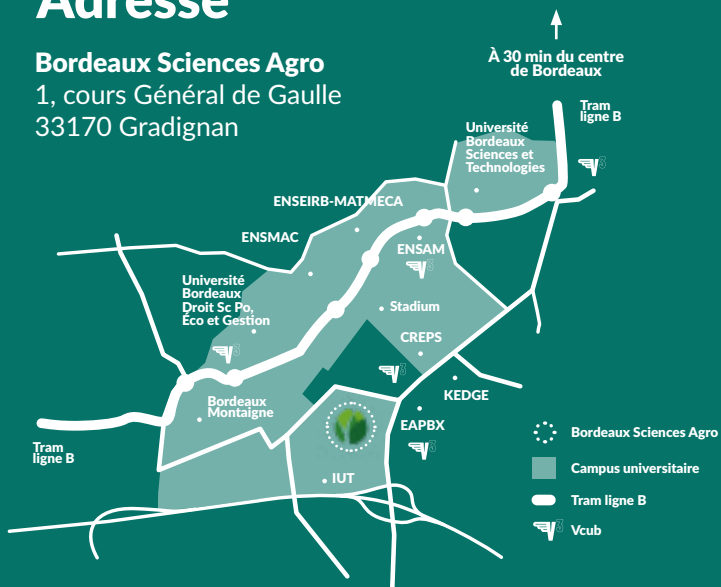 Adresse
Bordeaux Sciences Agro
1, cours Général de Gaulle
33170 Gradignan
À 30 min du centre
de Bordeaux
Tram
ligne B
Université
Bordeaux
Sciences et
Technologies
ENSEIRB-MATMECA
ENSMAC
ENSAM
Université
Bordeaux
Droit Sc Po,
Éco et Gestion
Stadium
CREPS
KEDGE
Bordeaux
Montaigne
EAPBX
Tram
ligne B
IUT
Bordeaux Sciences Agro
Campus universitaire
Tram ligne B
Vcub